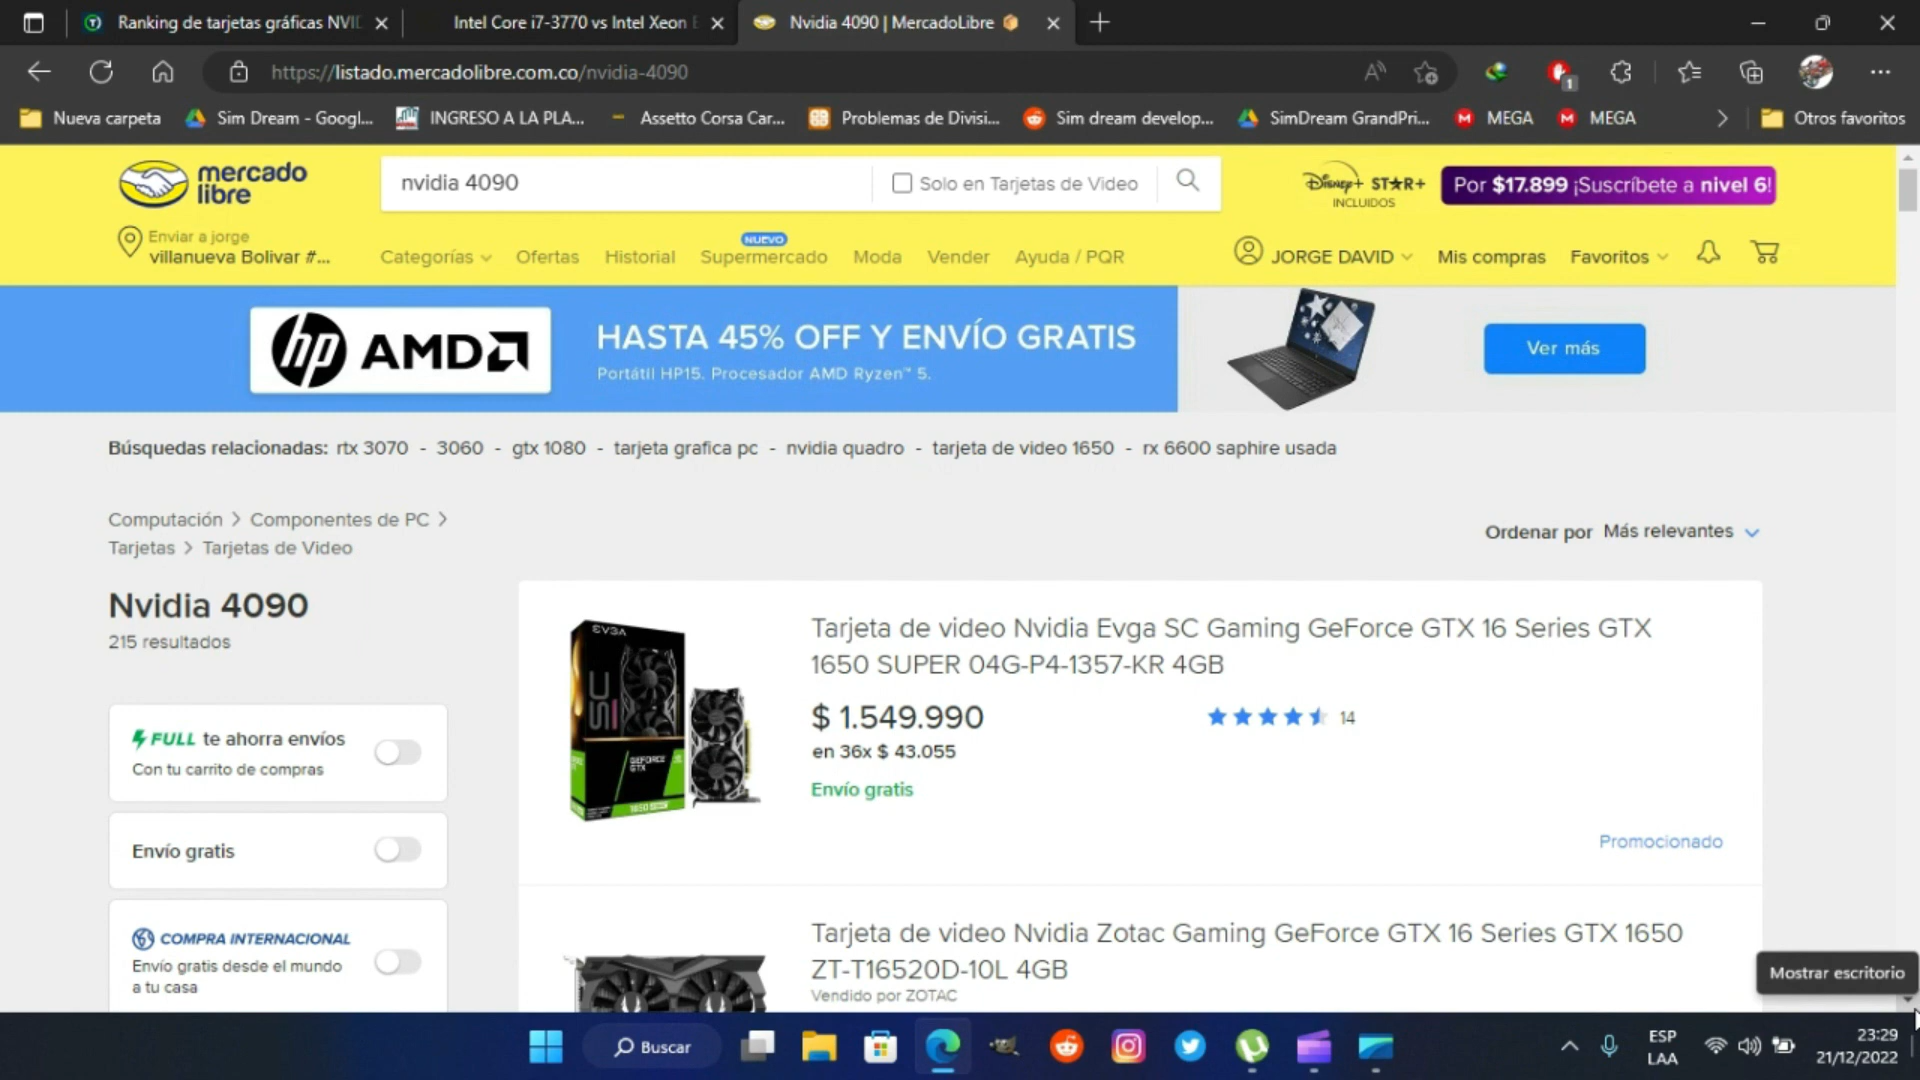 Ranking de tarjetas gráficas NVI
Intel Core i7-3770 vs Intel Xeon
Nvidia 4090 | MercadoLibre
https://listado.mercadolibre.com.co/nvidia-4090
1
Nueva carpeta
Sim Dream - Googl...
INGRESO A LA PLA...
Assetto Corsa Car...
Problemas de Divisi...
Sim dream develop...
SimDream GrandPri...
MEGA
MEGA
Otros favoritos
mercado
libre
nvidia 4090
Solo en Tarjetas de Video
Disney+ ST★R+
INCLUIDOS
Por $17.899 ¡Suscríbete a nivel 6!
Enviar a jorge
villanueva Bolivar #...
Categorías
Ofertas
Historial
NUEVO
Supermercado
Moda
Vender
Ayuda / PQR
JORGE DAVID
Mis compras
Favoritos
hp
AMD
HASTA 45% OFF Y ENVÍO GRATIS
Portátil HP15. Procesador AMD Ryzen™ 5.
Ver más
Búsquedas relacionadas: rtx 3070 - 3060 - gtx 1080 - tarjeta grafica pc - nvidia quadro - tarjeta de video 1650 - rx 6600 saphire usada
Computación > Componentes de PC >
Tarjetas > Tarjetas de Video
Ordenar por Más relevantes
Nvidia 4090
215 resultados
FULL te ahorra envíos
Con tu carrito de compras
Envío gratis
COMPRA INTERNACIONAL
Envío gratis desde el mundo
a tu casa
EVGA
GEFORCE
GTX
1650 SUPER
Tarjeta de video Nvidia Evga SC Gaming GeForce GTX 16 Series GTX
1650 SUPER 04G-P4-1357-KR 4GB
$ 1.549.990
14
en 36x $ 43.055
Envío gratis
Promocionado
Tarjeta de video Nvidia Zotac Gaming GeForce GTX 16 Series GTX 1650
ZT-T16520D-10L 4GB
Vendido por ZOTAC
Mostrar escritorio
Buscar
ESP
LAA
23:29
21/12/2022